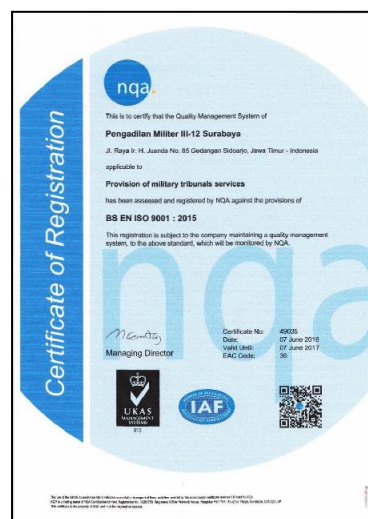 nqa.
Certificate of Registration
This is to certify that the Quality Management System of
Pengadilan Militer III-12 Surabaya
Jl. Raya Ir. H. Juanda No. 85 Gedangan Sidoarjo, Jawa Timur - Indonesia
applicable to
Provision of military tribunals services
has been assessed and registered by NQA against the provisions of
BS EN ISO 9001 : 2015
This registration is subject to the company maintaining a quality management
system, to the above standard, which will be monitored by NQA.
nqa
Managing Director
Certificate No: 49035
Date: 07 June 2016
Valid Until: 07 June 2017
EAC Code: 36
UKAS
MANAGEMENT
SYSTEMS
015
IAF